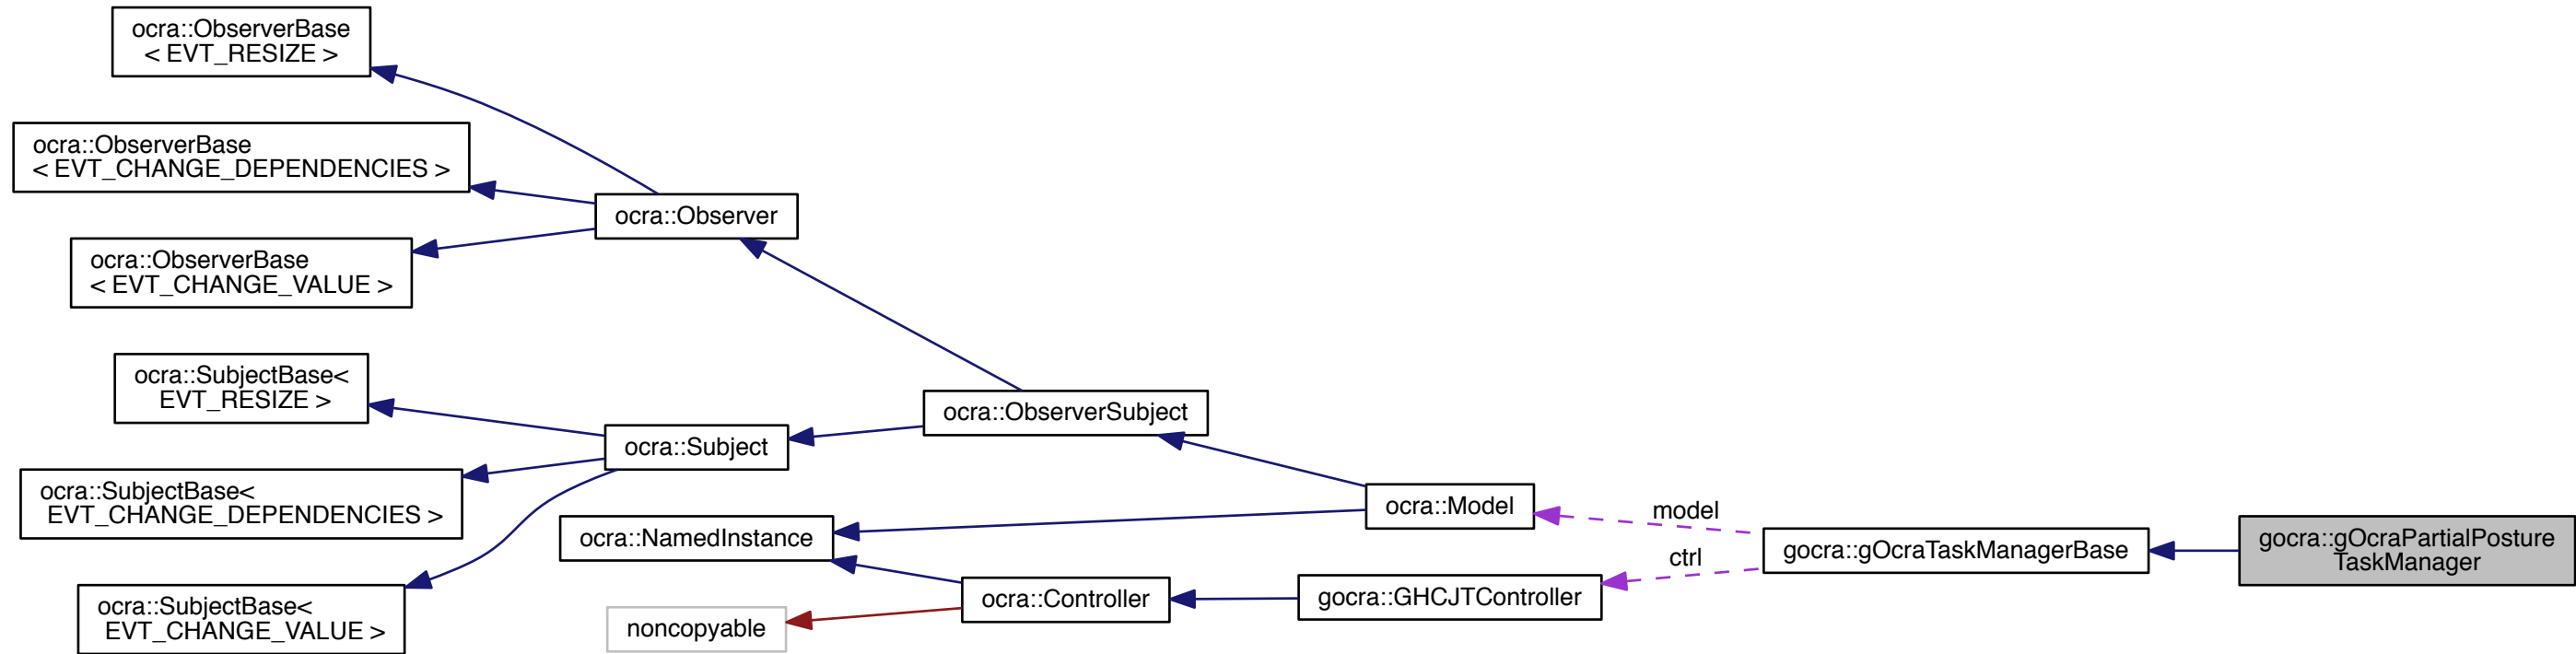 ocra::ObserverBase
< EVT_RESIZE >
ocra::ObserverBase
< EVT_CHANGE_DEPENDENCIES >
ocra::Observer
ocra::ObserverBase
< EVT_CHANGE_VALUE >
ocra::SubjectBase<
EVT_RESIZE >
ocra::ObserverSubject
ocra::Subject
ocra::SubjectBase<
EVT_CHANGE_DEPENDENCIES >
ocra::Model
model
ocra::NamedInstance
gocra::gOcraTaskManagerBase
gocra::gOcraPartialPosture
TaskManager
ctrl
ocra::Controller
gocra::GHCJTController
ocra::SubjectBase<
EVT_CHANGE_VALUE >
noncopyable